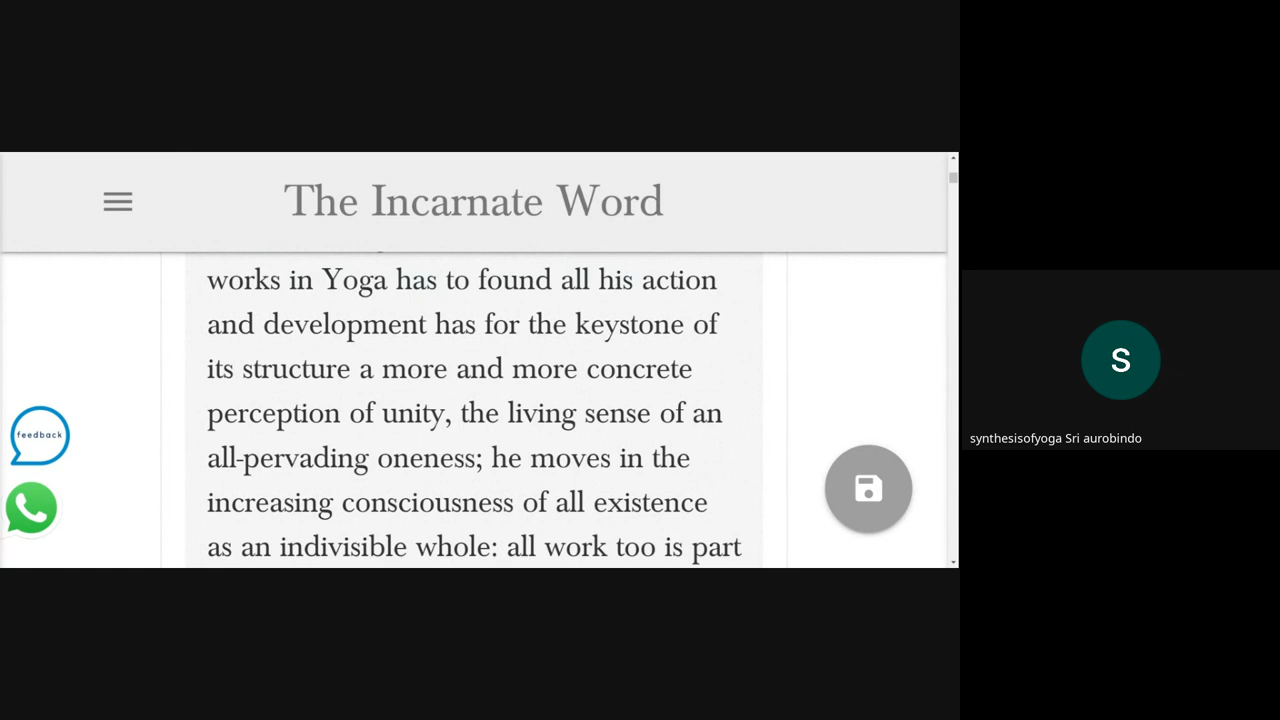 The Incarnate Word
works in Yoga has to found all his action
and development has for the keystone of
its structure a more and more concrete
perception of unity, the living sense of an
all-pervading oneness; he moves in the
increasing consciousness of all existence
as an indivisible whole: all work too is part
feedback
S
synthesisofyoga Sri aurobindo